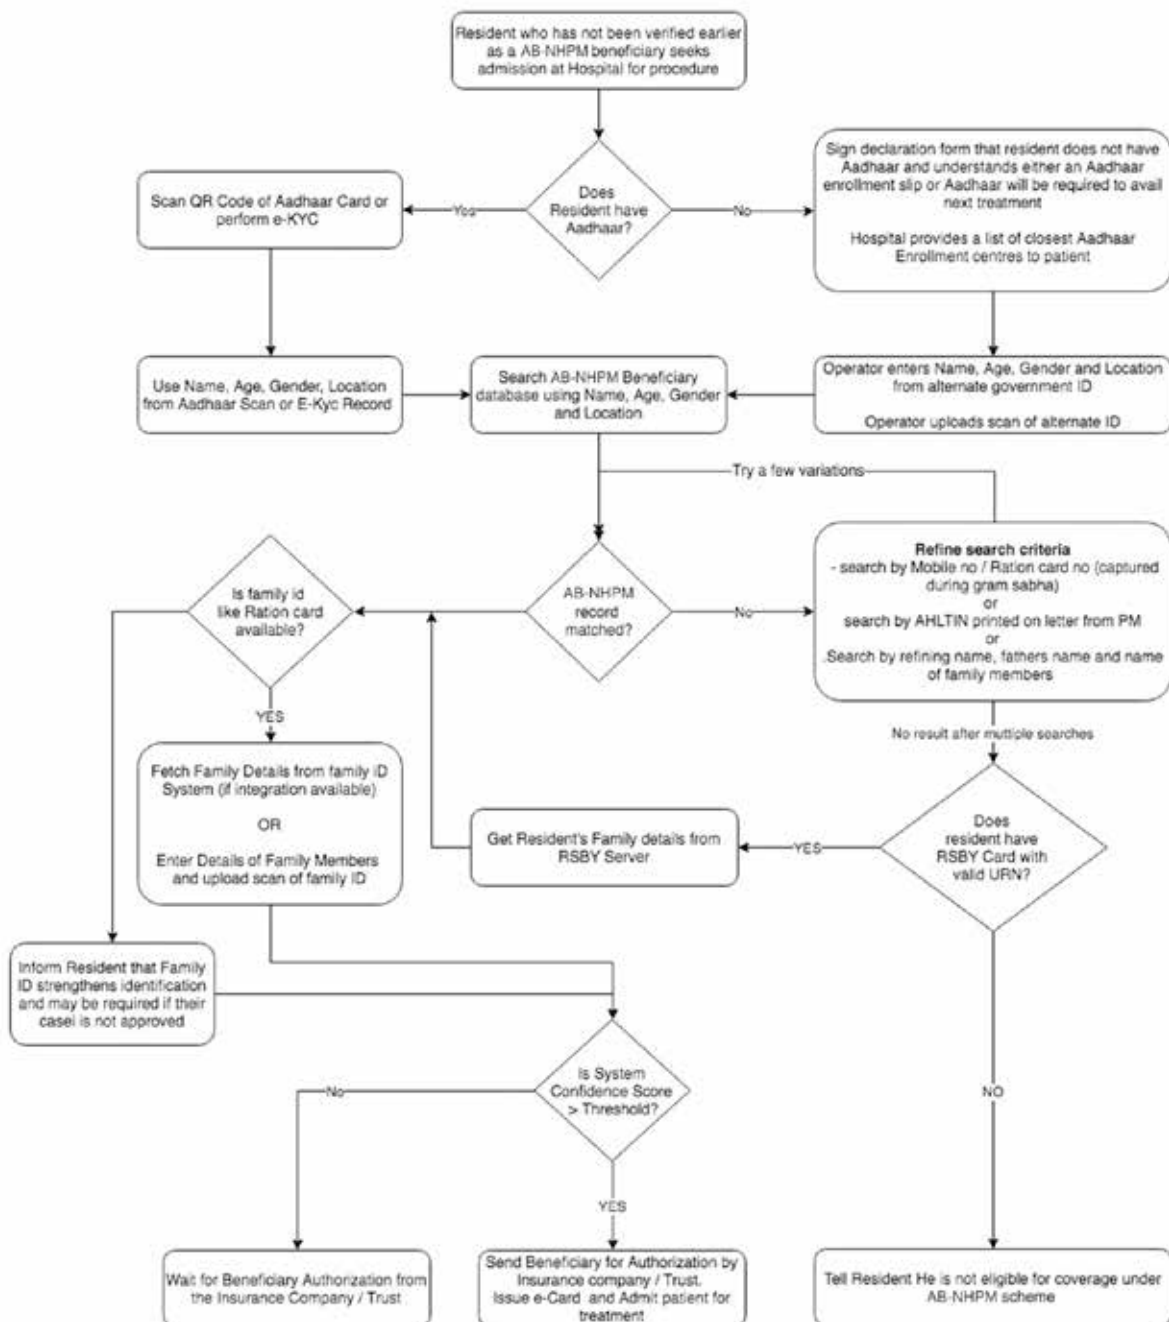 Resident who has not been verified earlier
as a AB-NHPM beneficiary seeks
admission at Hospital for procedure
Does
Resident have
Aadhaar?
Yes
No
Scan QR Code of Aadhaar Card or
perform e-KYC
Sign declaration form that resident does not have
Aadhaar and understands either an Aadhaar
enrollment slip or Aadhaar will be required to avail
next treatment
Hospital provides a list of closest Aadhaar
Enrollment centres to patient
Use Name, Age, Gender, Location
from Aadhaar Scan or E-Kyc Record
Search AB-NHPM Beneficiary
database using Name, Age, Gender
and Location
Operator enters Name, Age, Gender and Location
from alternate government ID
Operator uploads scan of alternate ID
Try a few variations
Is family id
like Ration card
available?
AB-NHPM
record
matched?
No
Refine search criteria
- search by Mobile no / Ration card no (captured
during gram sabha)
or
search by AHLTIN printed on letter from PM
or
.Search by refining name, fathers name and name
of family members
YES
No result after multiple searches
Fetch Family Details from family iD
System (if integration available)
OR
Enter Details of Family Members
and upload scan of family ID
Get Resident's Family details from
RSBY Server
YES
Does
resident have
RSBY Card with
valid URN?
Inform Resident that Family
ID strengthens identification
and may be required if their
casei is not approved
Is System
Confidence Score
> Threshold?
No
NO
YES
Wait for Beneficiary Authorization from
the Insurance Company / Trust
Send Beneficiary for Authorization by
Insurance company / Trust.
Issue e-Card and Admit patient for
treatment
Tell Resident He is not eligible for coverage under
AB-NHPM scheme